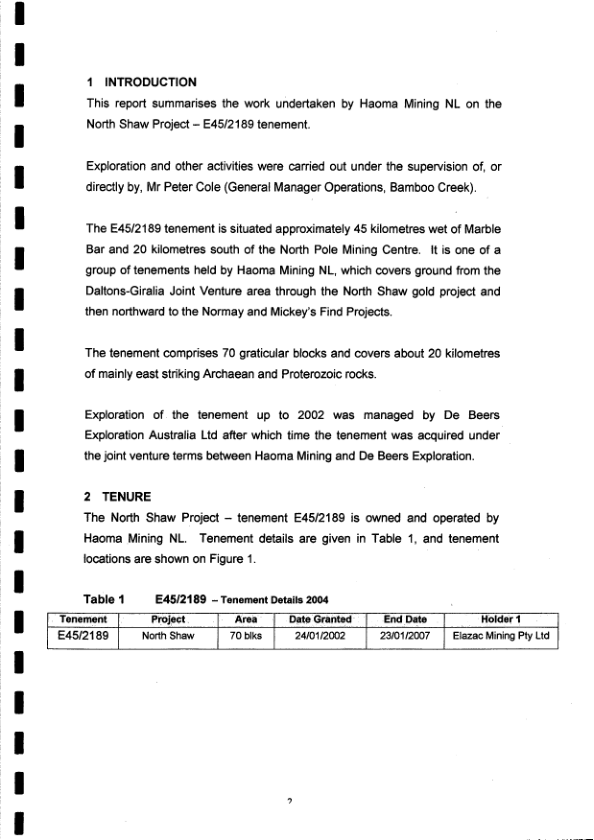 1 INTRODUCTION
This report summarises the work undertaken by Haoma Mining NL on the
North Shaw Project – E45/2189 tenement.
Exploration and other activities were carried out under the supervision of, or
directly by, Mr Peter Cole (General Manager Operations, Bamboo Creek).
The E45/2189 tenement is situated approximately 45 kilometres wet of Marble
Bar and 20 kilometres south of the North Pole Mining Centre. It is one of a
group of tenements held by Haoma Mining NL, which covers ground from the
Daltons-Giralia Joint Venture area through the North Shaw gold project and
then northward to the Normay and Mickey's Find Projects.
The tenement comprises 70 graticular blocks and covers about 20 kilometres
of mainly east striking Archaean and Proterozoic rocks.
Exploration of the tenement up to 2002 was managed by De Beers
Exploration Australia Ltd after which time the tenement was acquired under
the joint venture terms between Haoma Mining and De Beers Exploration.
2 TENURE
The North Shaw Project – tenement E45/2189 is owned and operated by
Haoma Mining NL. Tenement details are given in Table 1, and tenement
locations are shown on Figure 1.
Table 1 E45/2189 – Tenement Details 2004
Tenement Project Area Date Granted End Date Holder 1
E45/2189 North Shaw 70 blks 24/01/2002 23/01/2007 Elazac Mining Pty Ltd